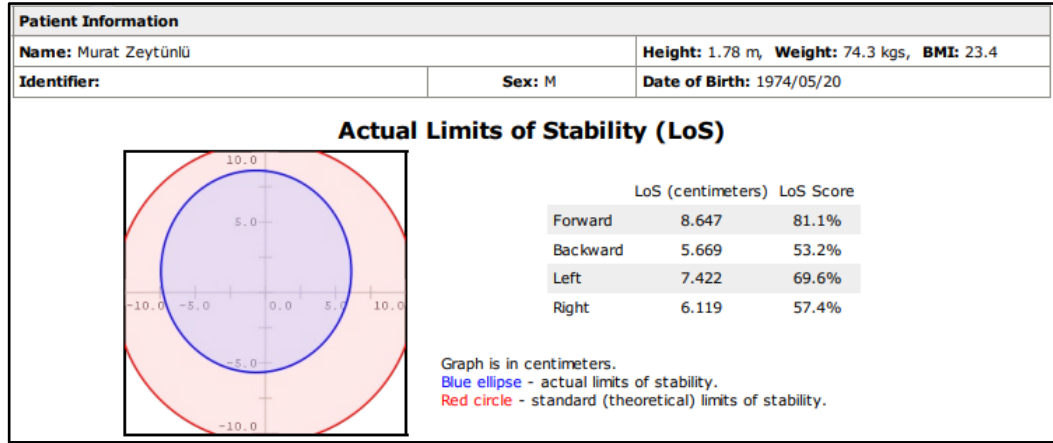 Patient Information
Name: Murat Zeytünlü Height: 1.78 m, Weight: 74.3 kgs, BMI: 23.4
Identifier: Sex: M Date of Birth: 1974/05/20
Actual Limits of Stability (LoS)
10.0
5.0
-10.0 -5.0 0.0 5.0 10.0
-5.0
-10.0
LoS (centimeters) LoS Score
Forward 8.647 81.1%
Backward 5.669 53.2%
Left 7.422 69.6%
Right 6.119 57.4%
Graph is in centimeters.
Blue ellipse - actual limits of stability.
Red circle - standard (theoretical) limits of stability.